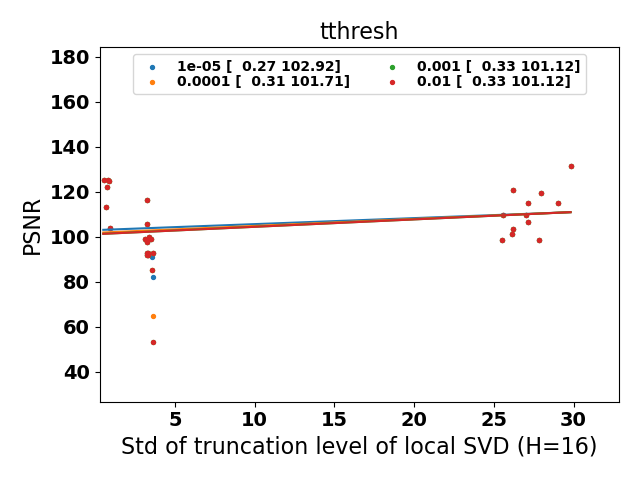 tthresh
1e-05 [  0.27 102.92]
0.0001 [  0.31 101.71]
0.001 [  0.33 101.12]
0.01 [  0.33 101.12]
180
160
140
120
100
80
60
40
PSNR
5 10 15 20 25 30
Std of truncation level of local SVD (H=16)